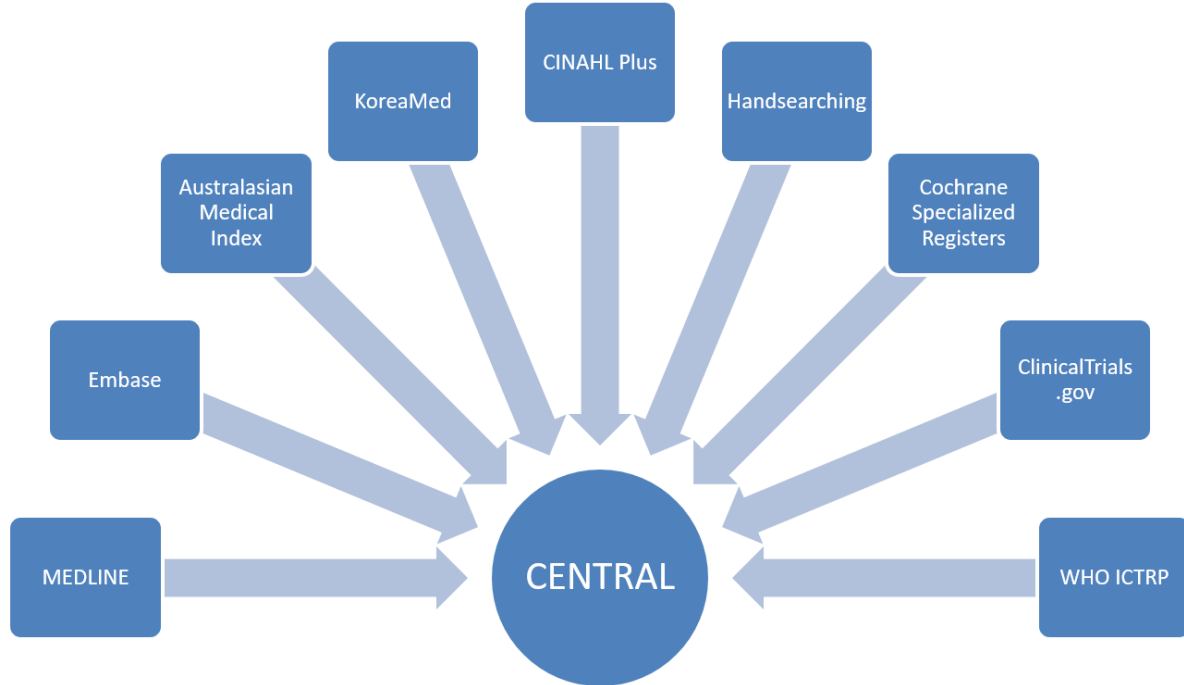 CINAHL Plus
KoreaMed
Handsearching
Australasian
Medical
Index
Cochrane
Specialized
Registers
Embase
ClinicalTrials
.gov
MEDLINE
CENTRAL
WHO ICTRP